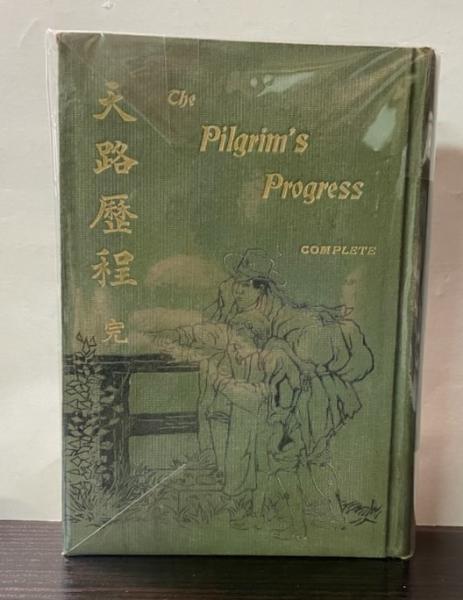 天路歷程 完
The
Pilgrim's
Progress
COMPLETE